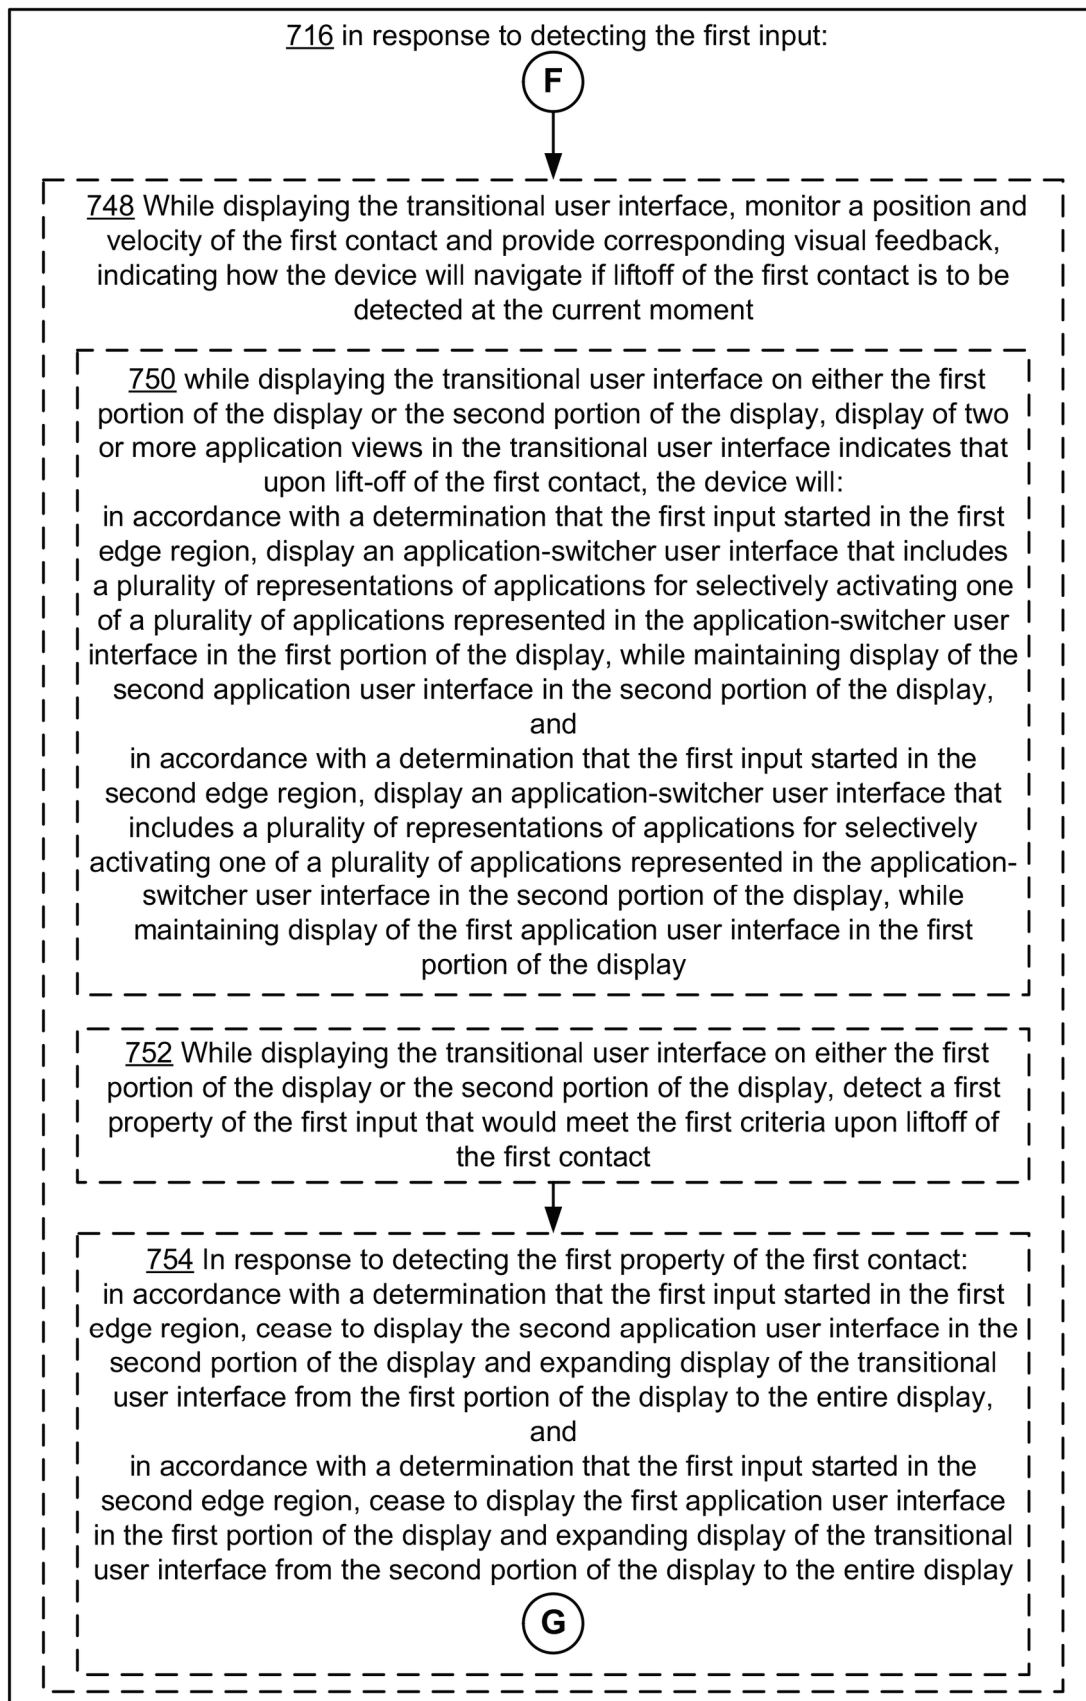 716 in response to detecting the first input:
F
748 While displaying the transitional user interface, monitor a position and
velocity of the first contact and provide corresponding visual feedback,
indicating how the device will navigate if liftoff of the first contact is to be
detected at the current moment
750 while displaying the transitional user interface on either the first
portion of the display or the second portion of the display, display of two
or more application views in the transitional user interface indicates that
upon lift-off of the first contact, the device will:
in accordance with a determination that the first input started in the first
edge region, display an application-switcher user interface that includes
a plurality of representations of applications for selectively activating one
of a plurality of applications represented in the application-switcher user
interface in the first portion of the display, while maintaining display of the
second application user interface in the second portion of the display,
and
in accordance with a determination that the first input started in the
second edge region, display an application-switcher user interface that
includes a plurality of representations of applications for selectively
activating one of a plurality of applications represented in the application-
switcher user interface in the second portion of the display, while
maintaining display of the first application user interface in the first
portion of the display
752 While displaying the transitional user interface on either the first
portion of the display or the second portion of the display, detect a first
property of the first input that would meet the first criteria upon liftoff of
the first contact
754 In response to detecting the first property of the first contact:
in accordance with a determination that the first input started in the first
edge region, cease to display the second application user interface in the
second portion of the display and expanding display of the transitional
user interface from the first portion of the display to the entire display,
and
in accordance with a determination that the first input started in the
second edge region, cease to display the first application user interface
in the first portion of the display and expanding display of the transitional
user interface from the second portion of the display to the entire display
G